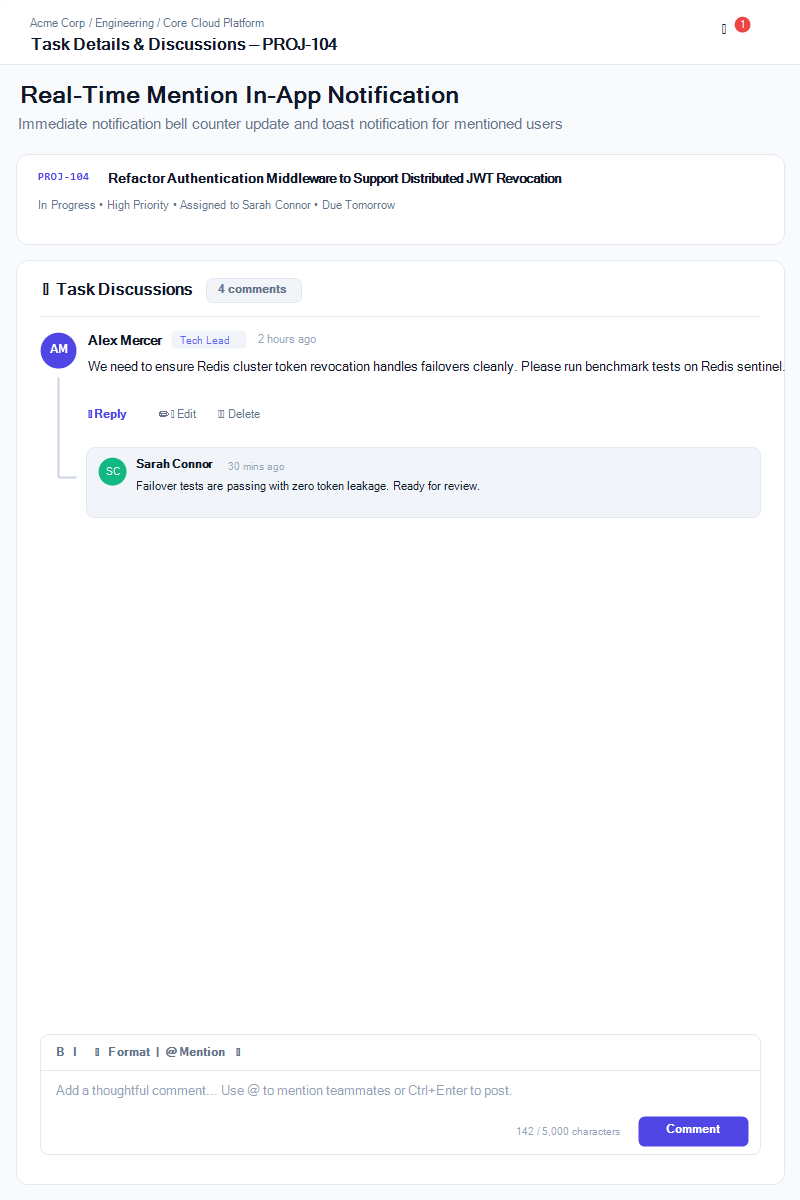 Acme Corp / Engineering / Core Cloud Platform
Task Details & Discussions — PROJ-104
1
Real-Time Mention In-App Notification
Immediate notification bell counter update and toast notification for mentioned users
PROJ-104 Refactor Authentication Middleware to Support Distributed JWT Revocation
In Progress • High Priority • Assigned to Sarah Connor • Due Tomorrow
Task Discussions 4 comments
AM Alex Mercer Tech Lead 2 hours ago
We need to ensure Redis cluster token revocation handles failovers cleanly. Please run benchmark tests on Redis sentinel.
Reply ✏ Edit Delete
SC Sarah Connor 30 mins ago
Failover tests are passing with zero token leakage. Ready for review.
B I Format | @ Mention
Add a thoughtful comment... Use @ to mention teammates or Ctrl+Enter to post.
142 / 5,000 characters Comment